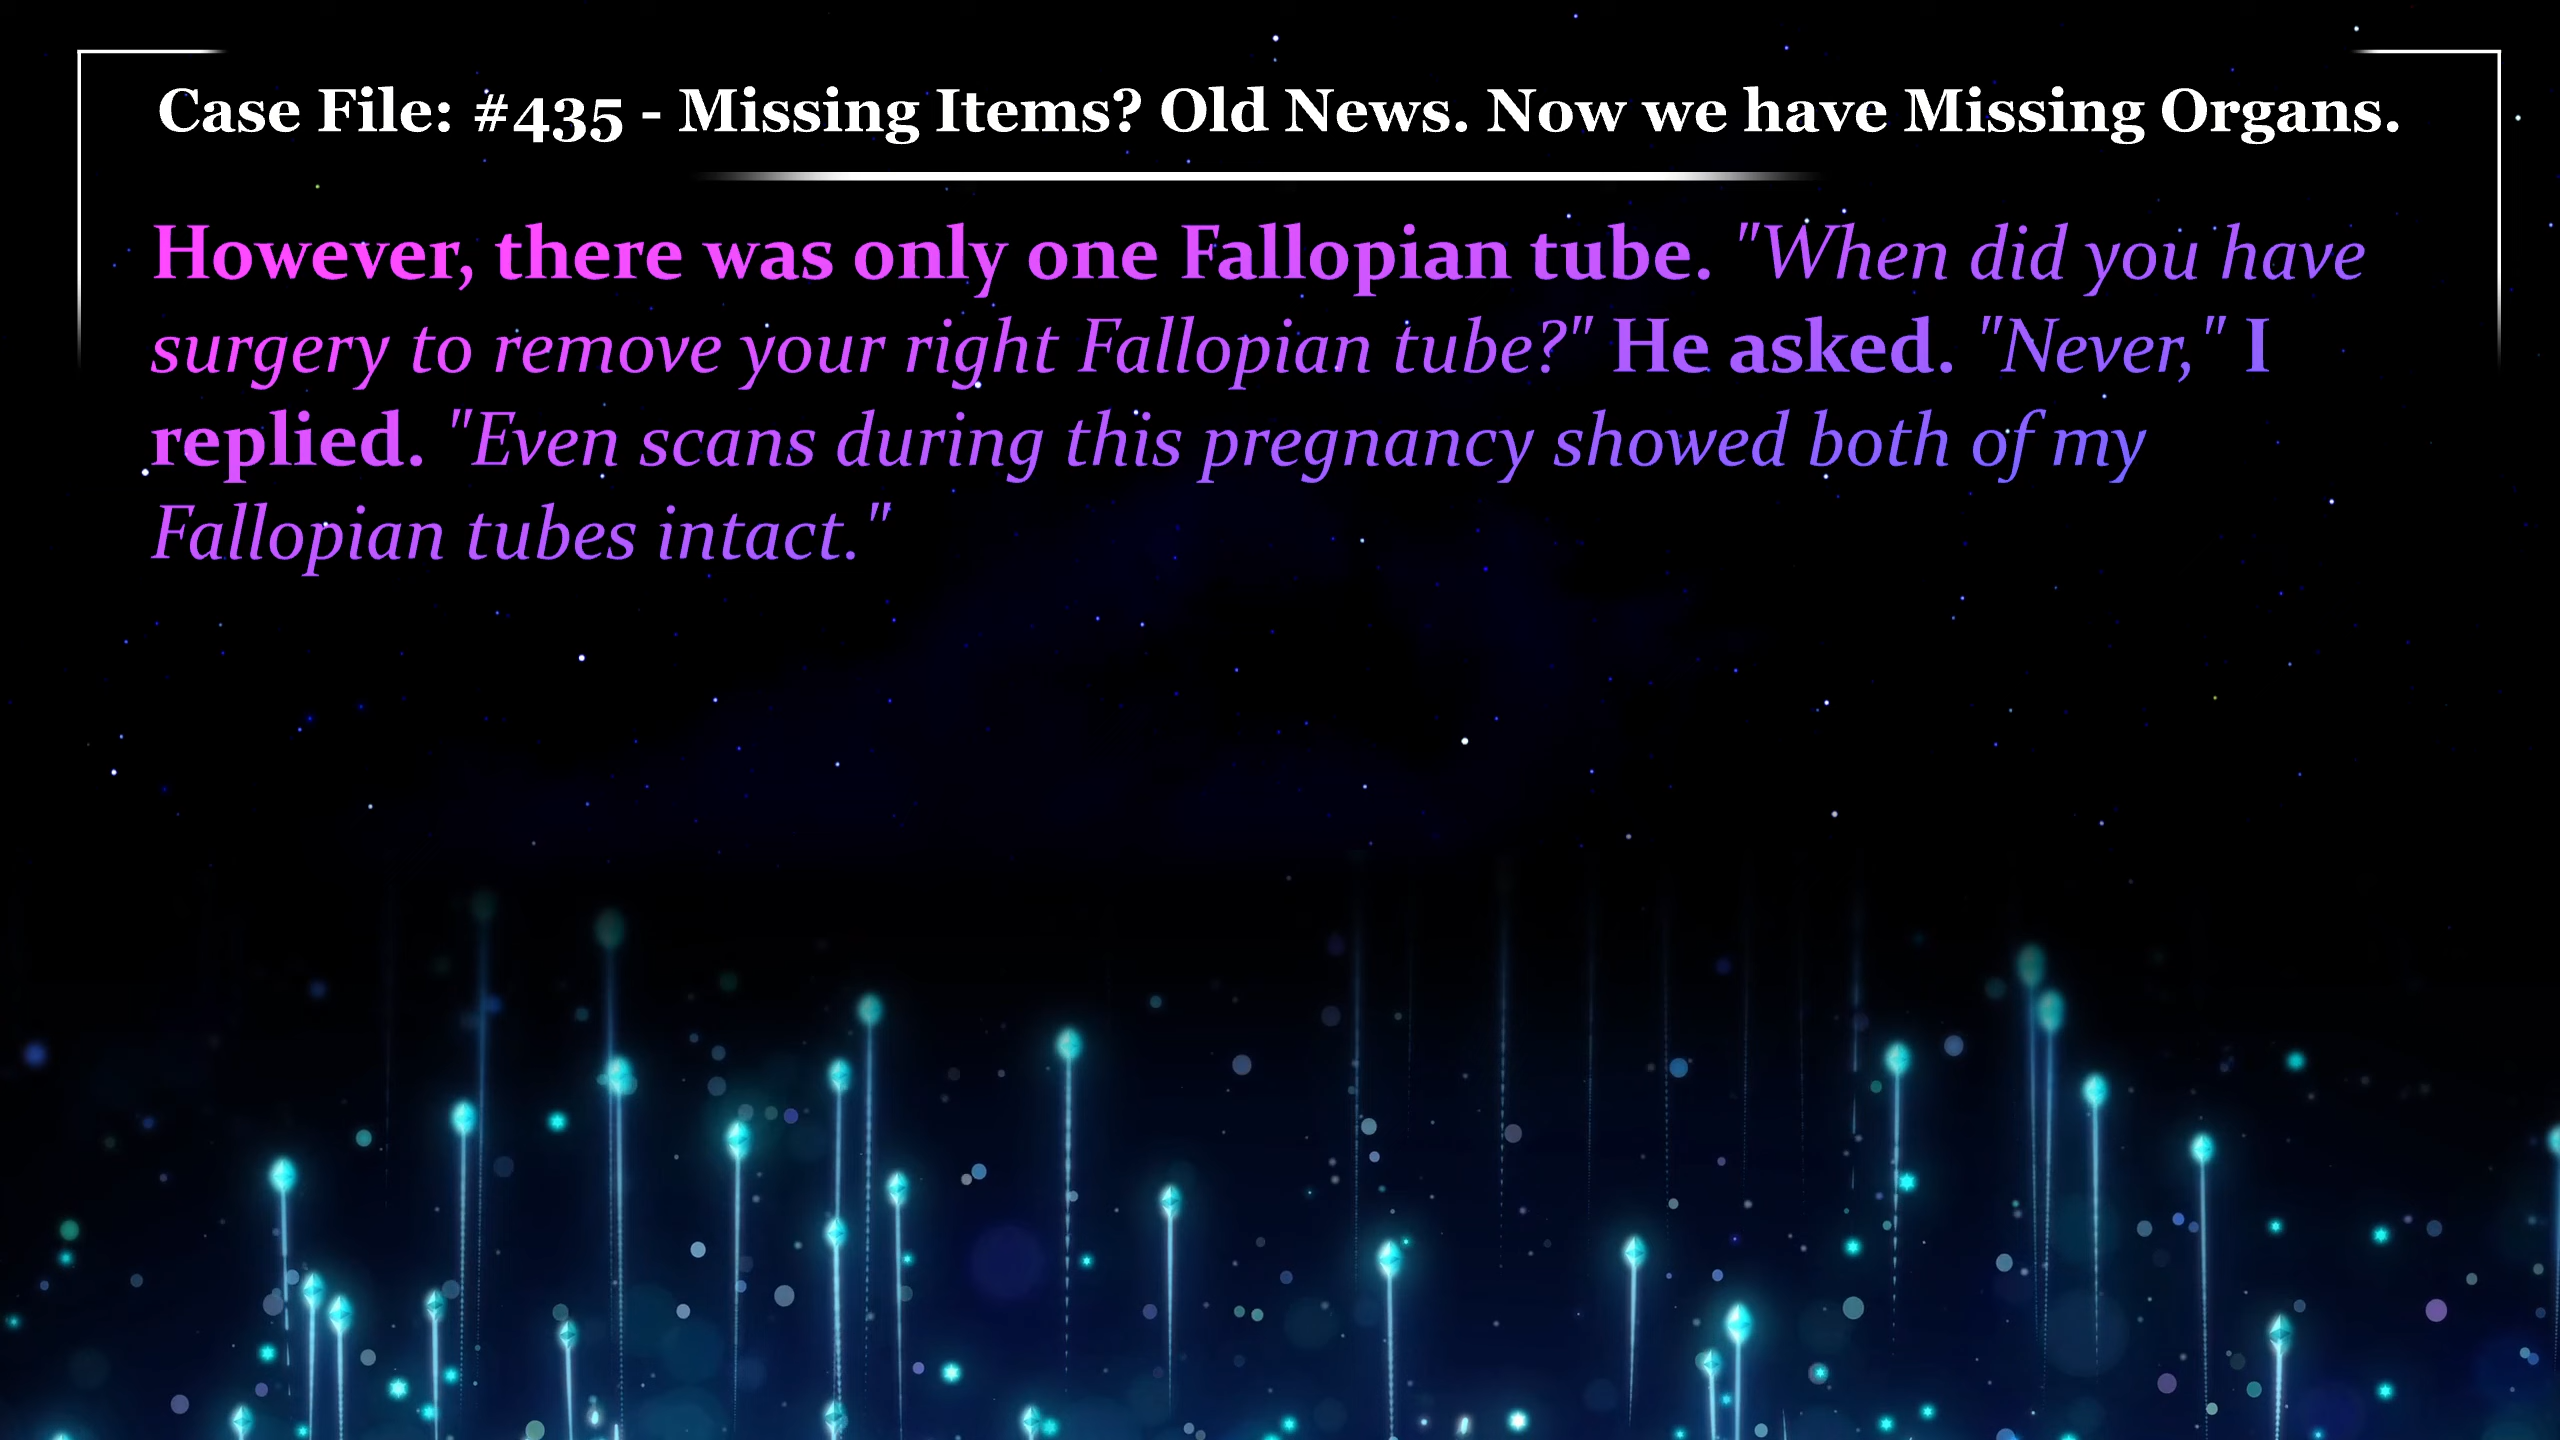 Case File: #435 - Missing Items? Old News. Now we have Missing Organs.
However, there was only one Fallopian tube. "When did you have
surgery to remove your right Fallopian tube?" He asked. "Never," I
replied. "Even scans during this pregnancy showed both of my
Fallopian tubes intact."